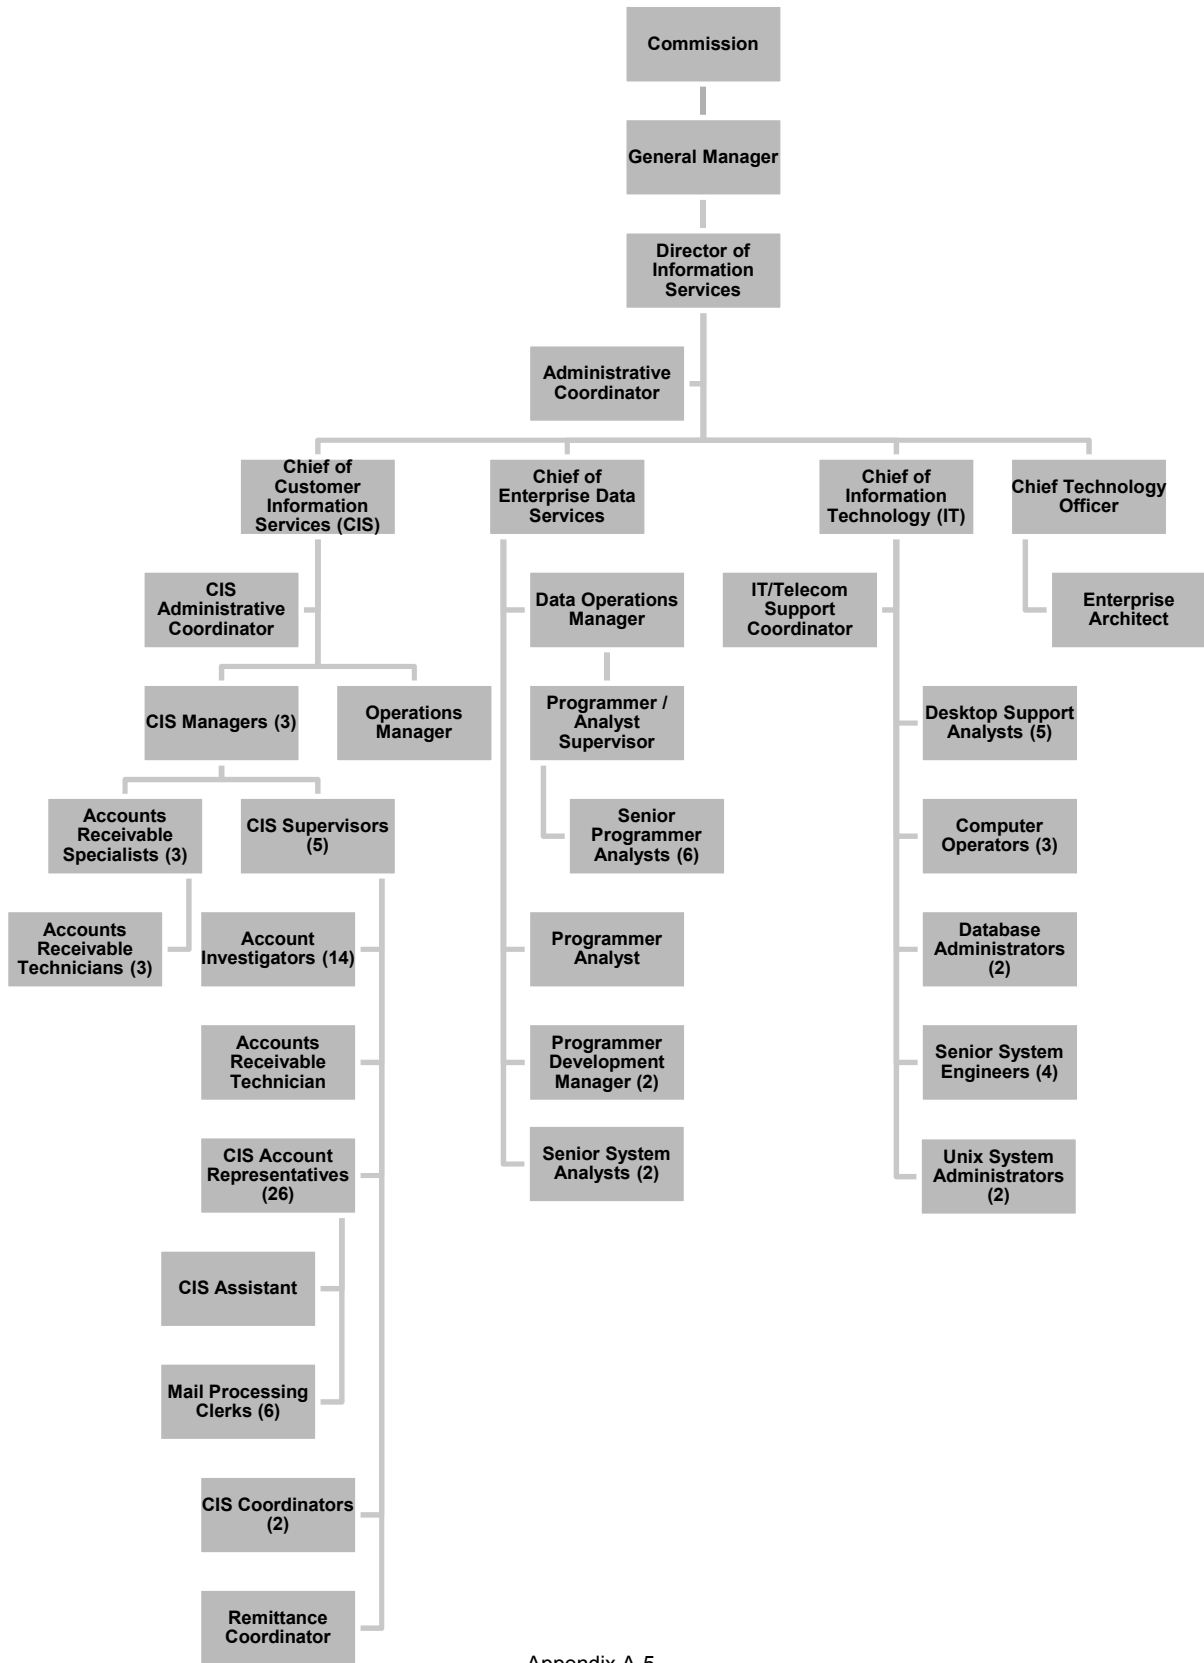 Commission
General Manager
Director of
Information
Services
Administrative
Coordinator
Chief of
Customer
Information
Services (CIS)
Chief of
Enterprise Data
Services
Chief of
Information
Technology (IT)
Chief Technology
Officer
CIS
Administrative
Coordinator
Data Operations
Manager
IT/Telecom
Support
Coordinator
Enterprise
Architect
CIS Managers (3)
Operations
Manager
Programmer /
Analyst
Supervisor
Desktop Support
Analysts (5)
Accounts
Receivable
Specialists (3)
CIS Supervisors
(5)
Senior
Programmer
Analysts (6)
Computer
Operators (3)
Accounts
Receivable
Technicians (3)
Account
Investigators (14)
Programmer
Analyst
Database
Administrators
(2)
Accounts
Receivable
Technician
Programmer
Development
Manager (2)
Senior System
Engineers (4)
CIS Account
Representatives
(26)
Senior System
Analysts (2)
Unix System
Administrators
(2)
CIS Assistant
Mail Processing
Clerks (6)
CIS Coordinators
(2)
Remittance
Coordinator
Appendix A-5